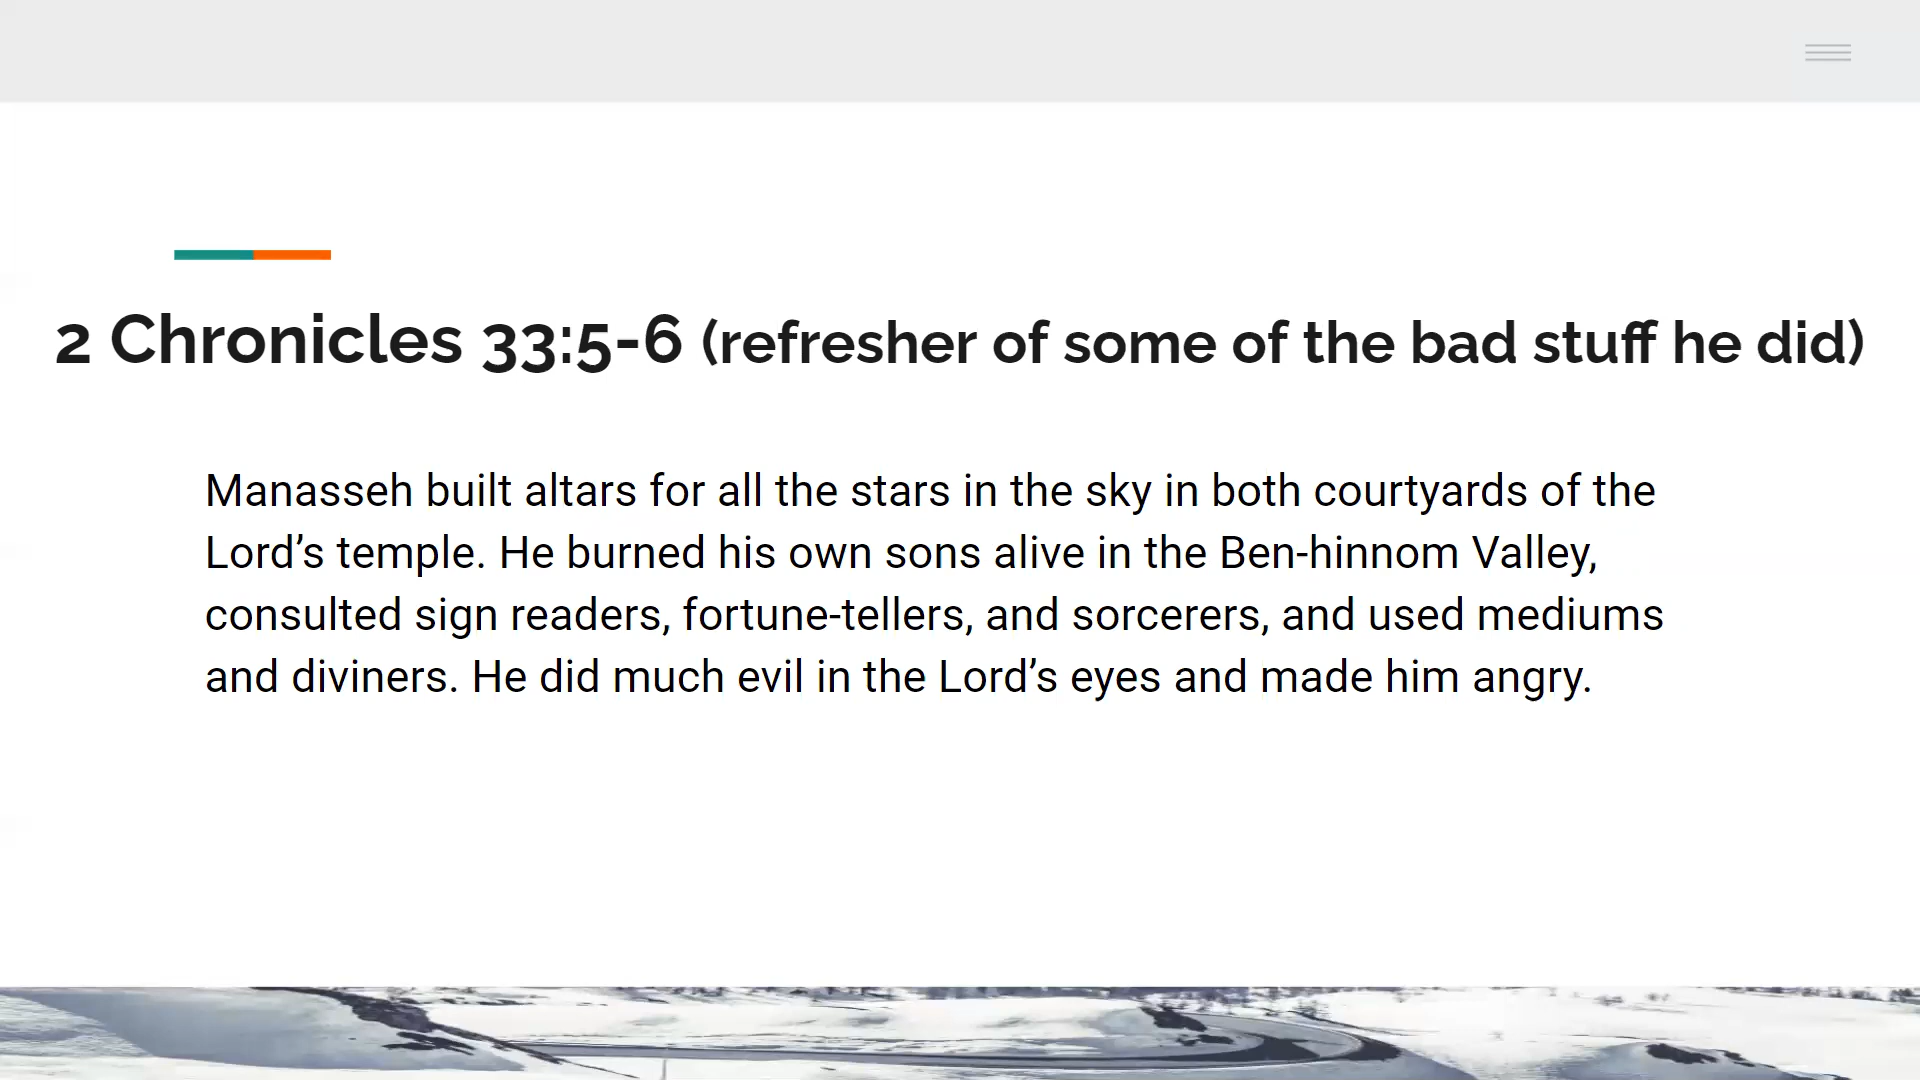 2 Chronicles 33:5-6 (refresher of some of the bad stuff he did)
Manasseh built altars for all the stars in the sky in both courtyards of the
Lord’s temple. He burned his own sons alive in the Ben-hinnom Valley,
consulted sign readers, fortune-tellers, and sorcerers, and used mediums
and diviners. He did much evil in the Lord’s eyes and made him angry.